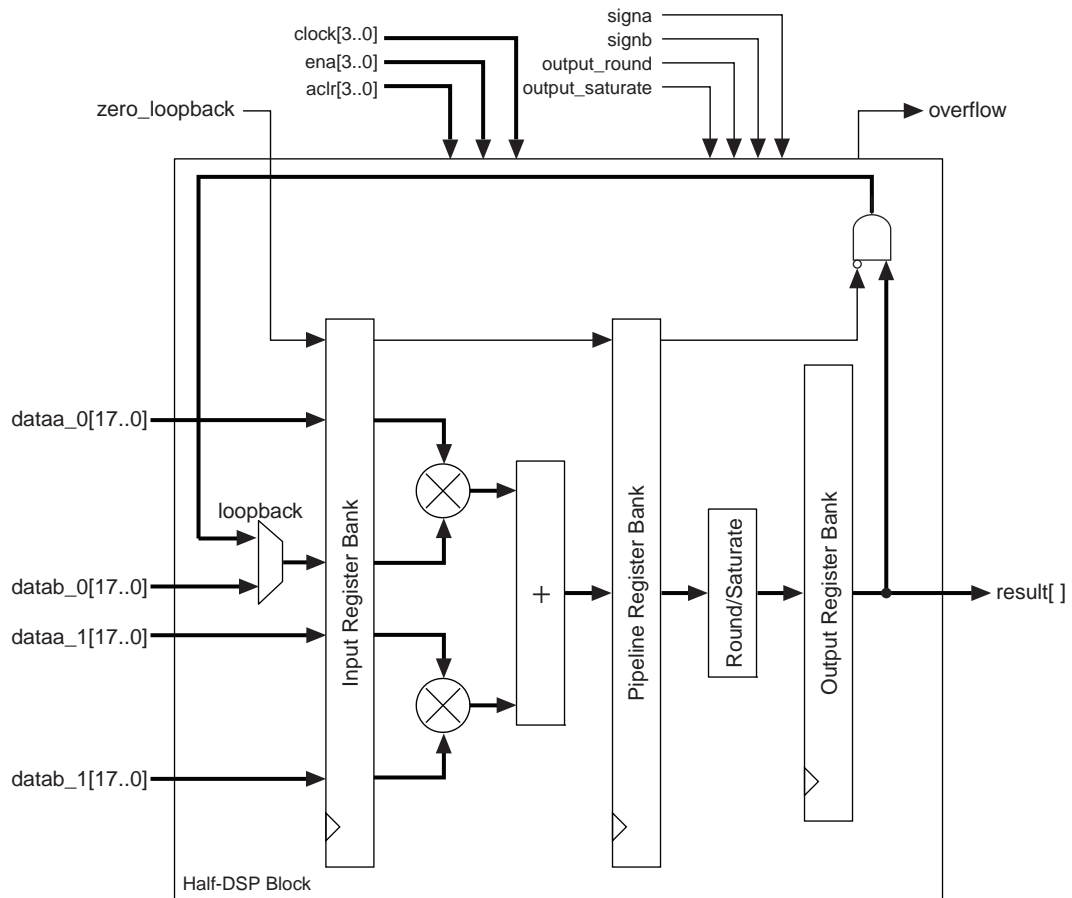 clock[3..0]
ena[3..0]
aclr[3..0]
signa
signb
output_round
output_saturate
zero_loopback
overflow
dataa_0[17..0]
loopback
datab_0[17..0]
dataa_1[17..0]
datab_1[17..0]
Input Register Bank
+
Pipeline Register Bank
Round/Saturate
Output Register Bank
result[ ]
Half-DSP Block